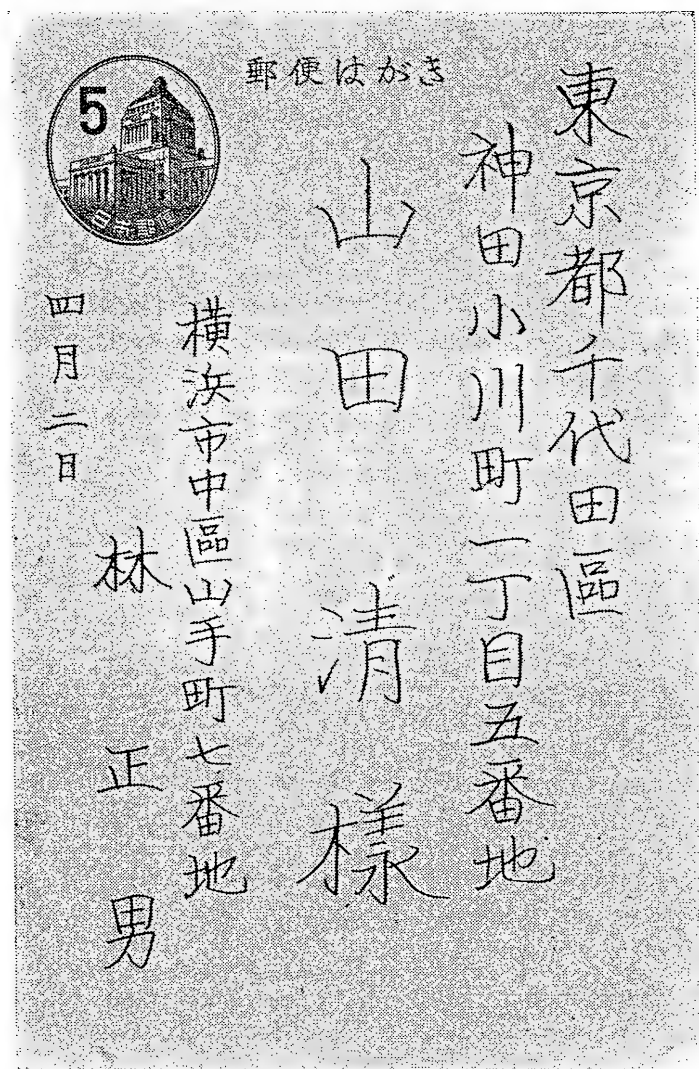 郵便はがき
5
東京都千代田區
神田小川町一丁目五番地
山田清樣
橫浜市中區山手町七番地
林正男
四月二日